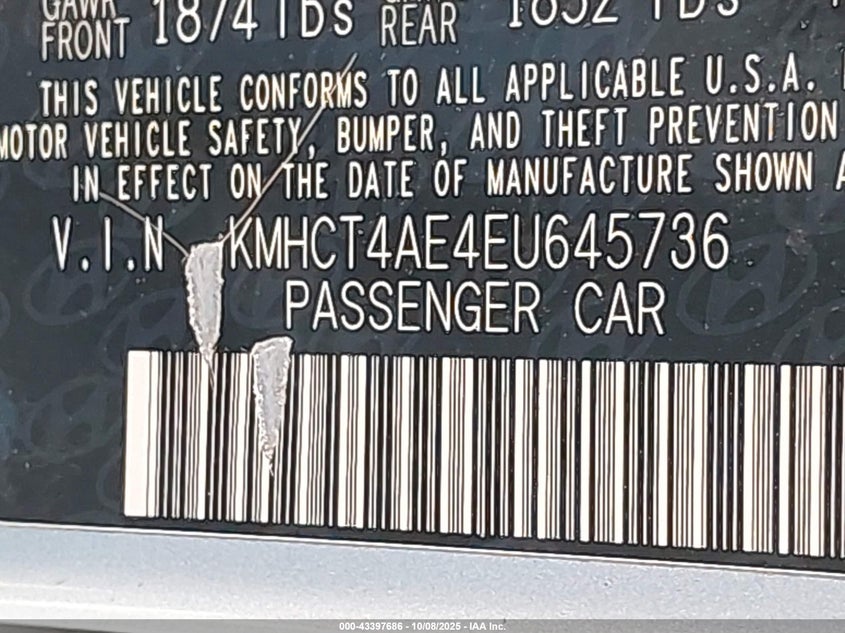 GAWR
FRONT 1874 lbs REAR 1852 lbs
THIS VEHICLE CONFORMS TO ALL APPLICABLE U.S.A.
MOTOR VEHICLE SAFETY, BUMPER, AND THEFT PREVENTION
IN EFFECT ON THE DATE OF MANUFACTURE SHOWN A
V.I.N KMHCT4AE4EU645736
PASSENGER CAR
000-43397686 - 10/08/2025 - IAA Inc.